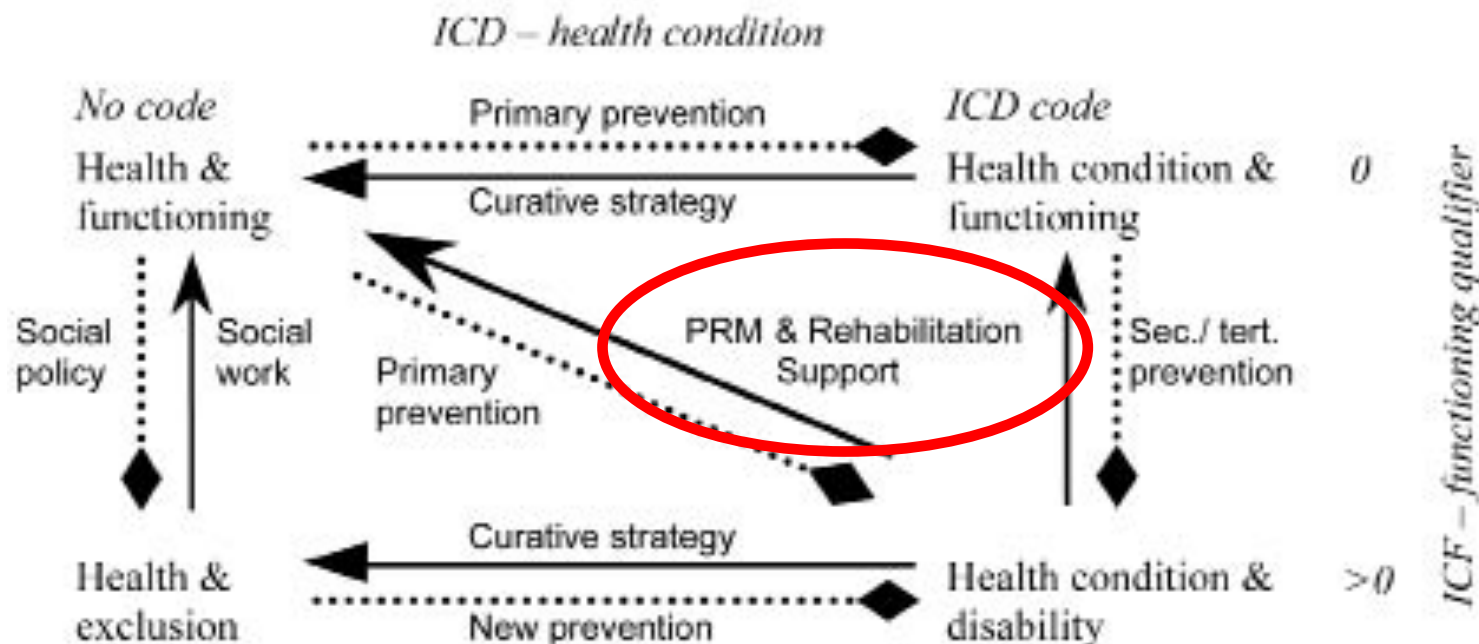 ICD – health condition
No code
Primary prevention
ICD code
Health &
functioning
Curative strategy
Health condition &
functioning
0
Social
policy
Social
work
Primary
prevention
PRM & Rehabilitation
Support
Sec./ tert.
prevention
ICF – functioning qualifier
Health &
exclusion
Curative strategy
New prevention
Health condition &
disability
>0